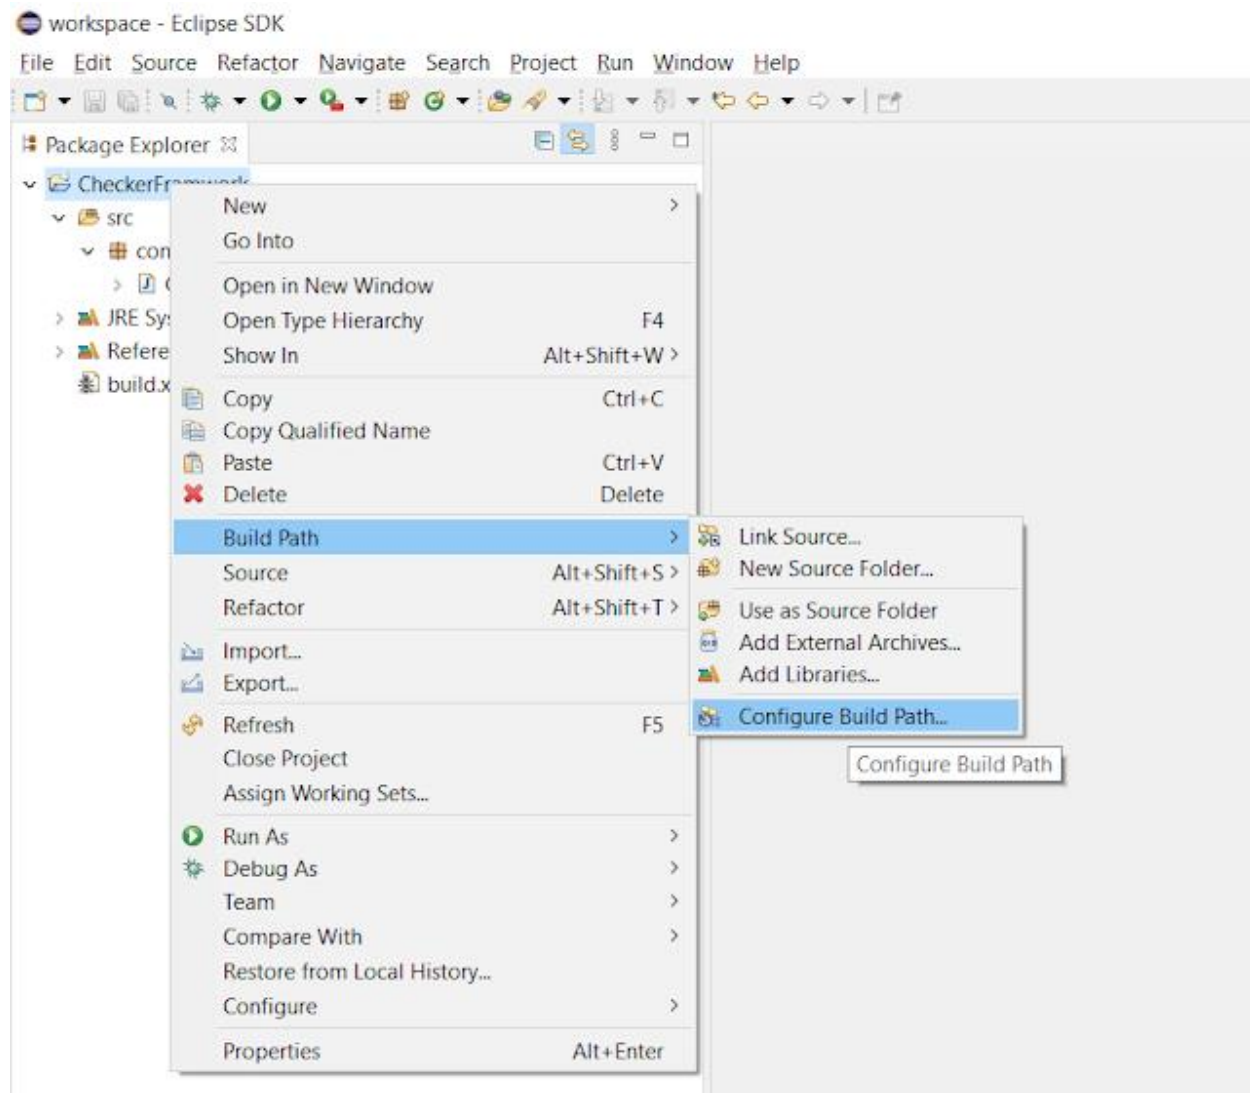 workspace - Eclipse SDK
File Edit Source Refactor Navigate Search Project Run Window Help
Package Explorer
src
JRE
build.x
New
Go Into
Open in New Window
Open Type Hierarchy F4
Show In Alt+Shift+W
Copy Ctrl+C
Copy Qualified Name
Paste Ctrl+V
Delete Delete
Build Path
Source Alt+Shift+S
Refactor Alt+Shift+T
Import...
Export...
Refresh F5
Close Project
Assign Working Sets...
Run As
Debug As
Team
Compare With
Restore from Local History...
Configure
Properties Alt+Enter
Link Source...
New Source Folder...
Use as Source Folder
Add External Archives...
Add Libraries...
Configure Build Path...
Configure Build Path